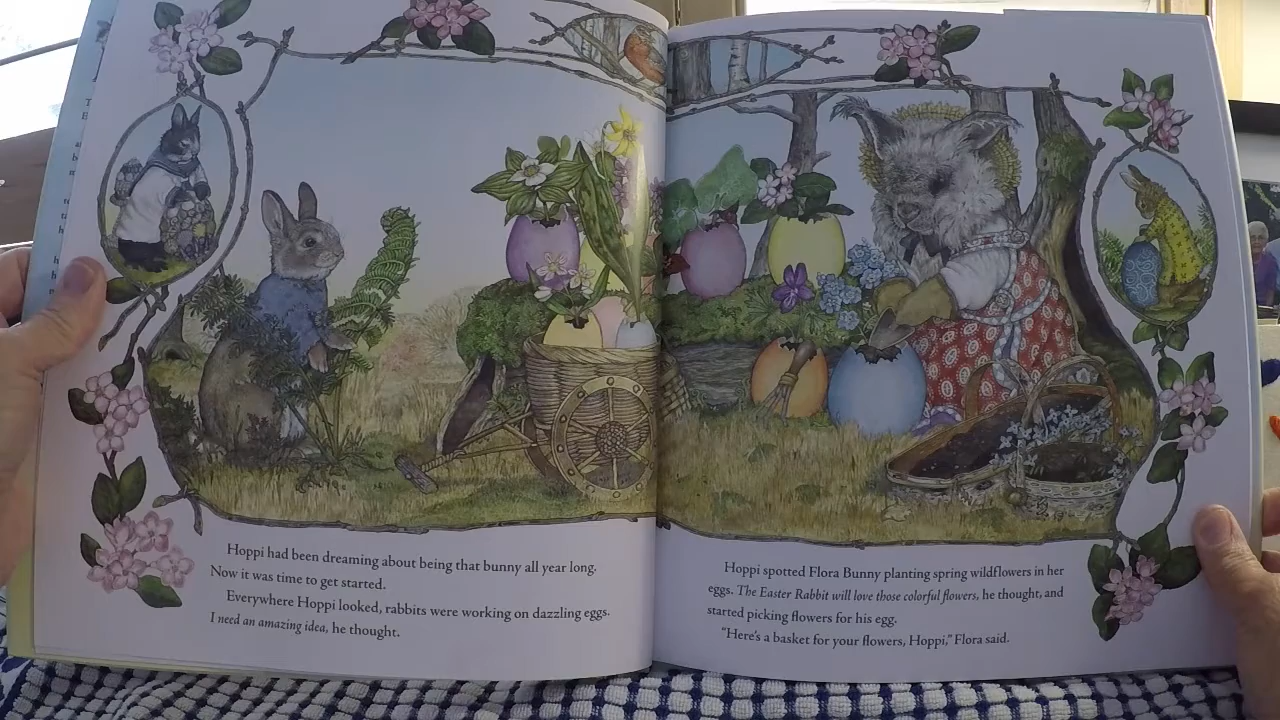 Hoppi had been dreaming about being that bunny all year long.
Now it was time to get started.
Everywhere Hoppi looked, rabbits were working on dazzling eggs.
I need an amazing idea, he thought.
Hoppi spotted Flora Bunny planting spring wildflowers in her
eggs. The Easter Rabbit will love those colorful flowers, he thought, and
started picking flowers for his egg.
“Here’s a basket for your flowers, Hoppi,” Flora said.